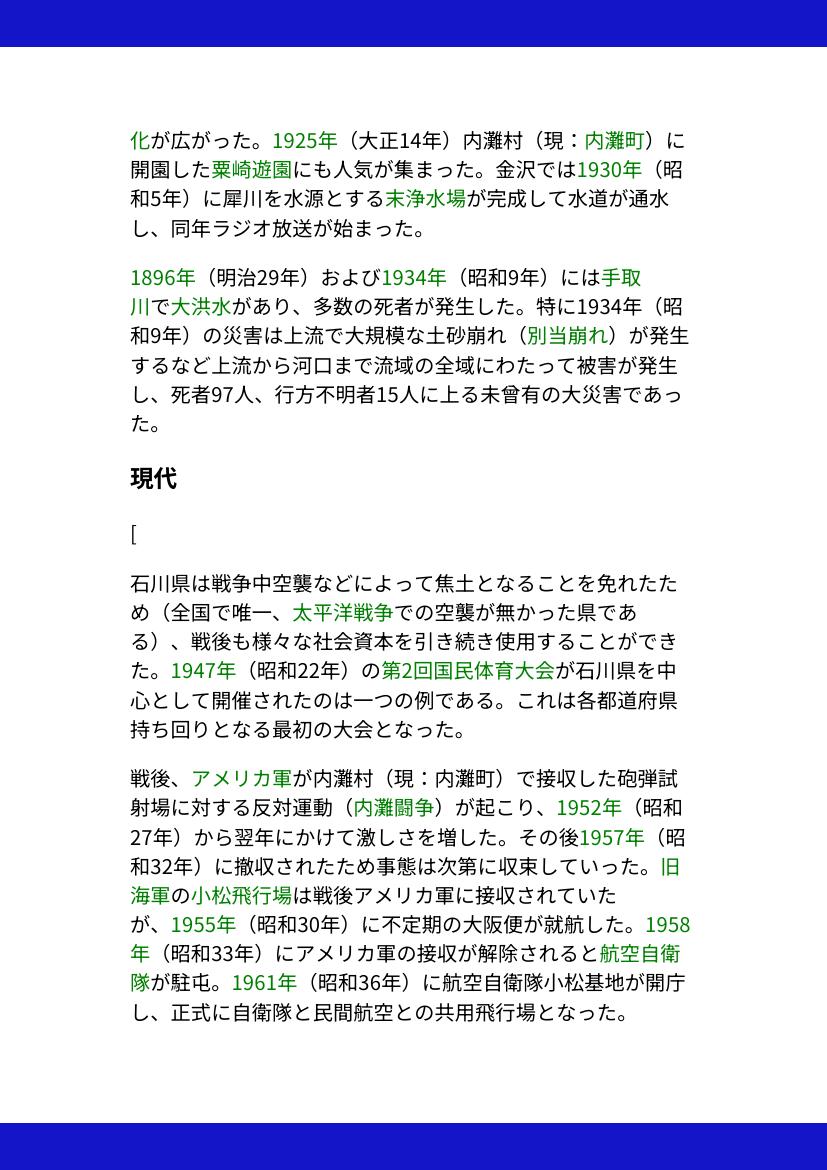 化が広がった。1925年（大正14年）内灘村（現：内灘町）に
開園した粟崎遊園にも人気が集まった。金沢では1930年（昭
和5年）に犀川を水源とする末浄水場が完成して水道が通水
し、同年ラジオ放送が始まった。
1896年（明治29年）および1934年（昭和9年）には手取
川で大洪水があり、多数の死者が発生した。特に1934年（昭
和9年）の災害は上流で大規模な土砂崩れ（別当崩れ）が発生
するなど上流から河口まで流域の全域にわたって被害が発生
し、死者97人、行方不明者15人に上る未曾有の大災害であっ
た。
現代
[
石川県は戦争中空襲などによって焦土となることを免れたた
め（全国で唯一、太平洋戦争での空襲が無かった県であ
る）、戦後も様々な社会資本を引き続き使用することができ
た。1947年（昭和22年）の第2回国民体育大会が石川県を中
心として開催されたのは一つの例である。これは各都道府県
持ち回りとなる最初の大会となった。
戦後、アメリカ軍が内灘村（現：内灘町）で接収した砲弾試
射場に対する反対運動（内灘闘争）が起こり、1952年（昭和
27年）から翌年にかけて激しさを増した。その後1957年（昭
和32年）に撤収されたため事態は次第に収束していった。旧
海軍の小松飛行場は戦後アメリカ軍に接収されていた
が、1955年（昭和30年）に不定期の大阪便が就航した。1958
年（昭和33年）にアメリカ軍の接収が解除されると航空自衛
隊が駐屯。1961年（昭和36年）に航空自衛隊小松基地が開庁
し、正式に自衛隊と民間航空との共用飛行場となった。